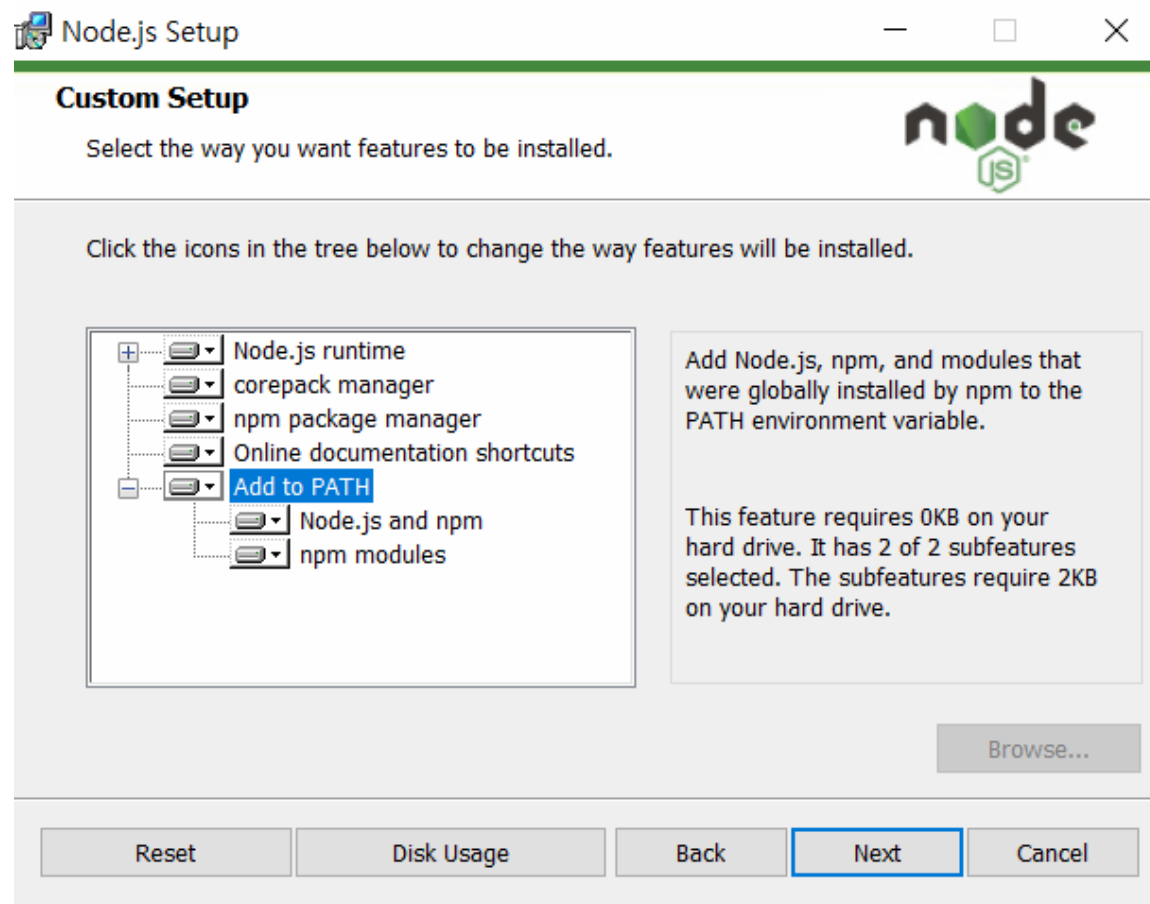 Node.js Setup
Custom Setup
Select the way you want features to be installed.
node
JS
Click the icons in the tree below to change the way features will be installed.
Node.js runtime
corepack manager
npm package manager
Online documentation shortcuts
Add to PATH
Node.js and npm
npm modules
Add Node.js, npm, and modules that
were globally installed by npm to the
PATH environment variable.
This feature requires 0KB on your
hard drive. It has 2 of 2 subfeatures
selected. The subfeatures require 2KB
on your hard drive.
Browse...
Reset
Disk Usage
Back
Next
Cancel